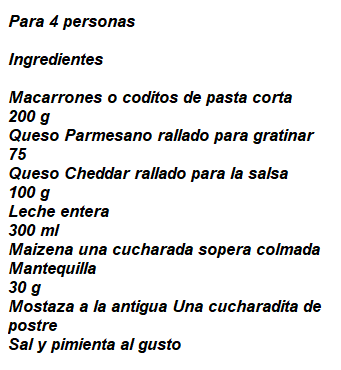 Para 4 personas
Ingredientes
Macarrones o coditos de pasta corta
200 g
Queso Parmesano rallado para gratinar
75
Queso Cheddar rallado para la salsa
100 g
Leche entera
300 ml
Maizena una cucharada sopera colmada
Mantequilla
30 g
Mostaza a la antigua Una cucharadita de
postre
Sal y pimienta al gusto